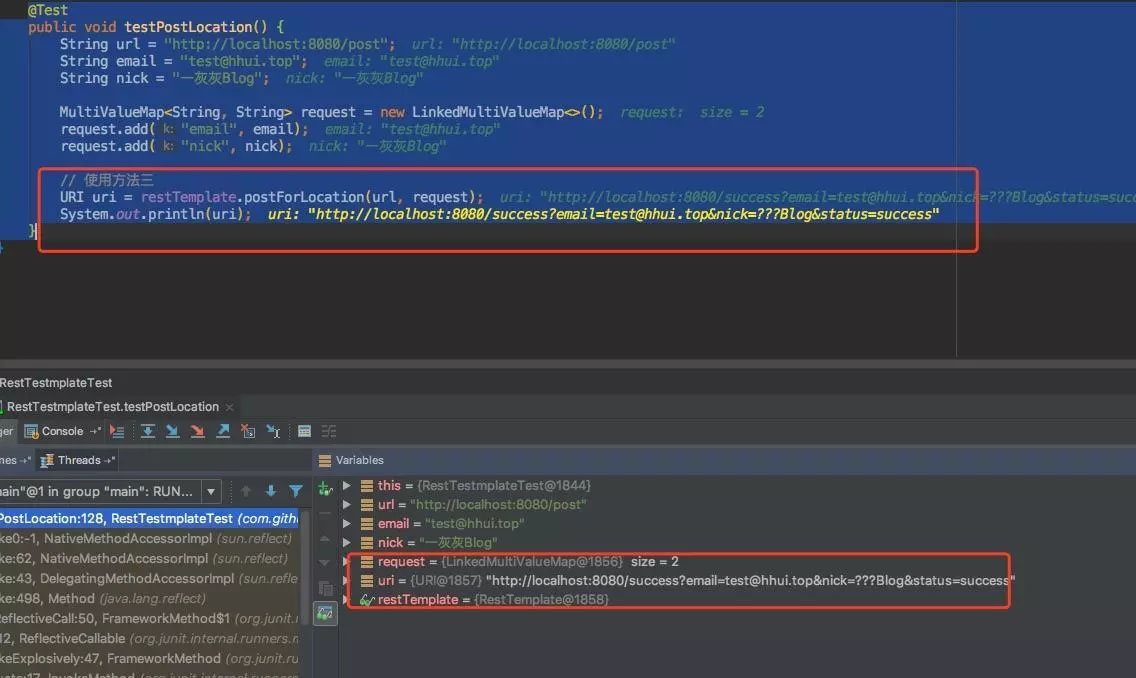 @Test
public void testPostLocation() {
String url = "http://localhost:8080/post"; url: "http://localhost:8080/post"
String email = "test@hhui.top"; email: "test@hhui.top"
String nick = "一灰灰Blog"; nick: "一灰灰Blog"
MultiValueMap<String, String> request = new LinkedMultiValueMap<>(); request: size = 2
request.add( k: "email", email); email: "test@hhui.top"
request.add( k: "nick", nick); nick: "一灰灰Blog"
// 使用方法三
URI uri = restTemplate.postForLocation(url, request); uri: "http://localhost:8080/success?email=test@hhui.top&nick=???Blog&status=succ
System.out.println(uri); uri: "http://localhost:8080/success?email=test@hhui.top&nick=???Blog&status=success"
}
RestTestmplateTest
RestTestmplateTest.testPostLocation
ger Console
mes Threads
Variables
main"@1 in group "main": RUN...
PostLocation:128, RestTestmplateTest (com.gith
ke0:-1, NativeMethodAccessorImpl (sun.reflect)
ke:62, NativeMethodAccessorImpl (sun.reflect)
ke:43, DelegatingMethodAccessorImpl (sun.refle
ke:498, Method (java.lang.reflect)
ReflectiveCall:50, FrameworkMethod$1 (org.junit.
12, ReflectiveCallable (org.junit.internal.runners.m
keExplosively:47, FrameworkMethod (org.junit.ru
this = {RestTestmplateTest@1844}
url = "http://localhost:8080/post"
email = "test@hhui.top"
nick = "一灰灰Blog"
request = {LinkedMultiValueMap@1856} size = 2
uri = {URI@1857} "http://localhost:8080/success?email=test@hhui.top&nick=???Blog&status=success"
restTemplate = {RestTemplate@1858}